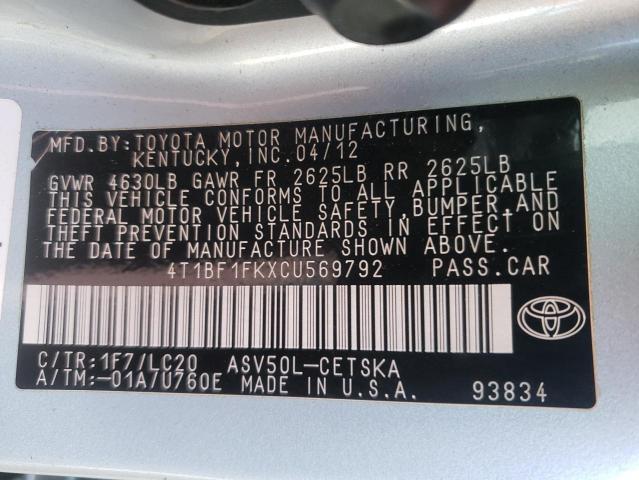 MFD.BY:TOYOTA MOTOR MANUFACTURING,
KENTUCKY,INC.04/12
GVWR 4630LB GAWR FR 2625LB RR 2625LB
THIS VEHICLE CONFORMS TO ALL APPLICABLE
FEDERAL MOTOR VEHICLE SAFETY,BUMPER,AND
THEFT PREVENTION STANDARDS IN EFFECT ON
THE DATE OF MANUFACTURE SHOWN ABOVE.
4T1BF1FKXCU569792 PASS.CAR
C/TR:1F7/LC20 ASV50L-CETSKA
A/TM:-01A/U760E MADE IN U.S.A. 93834